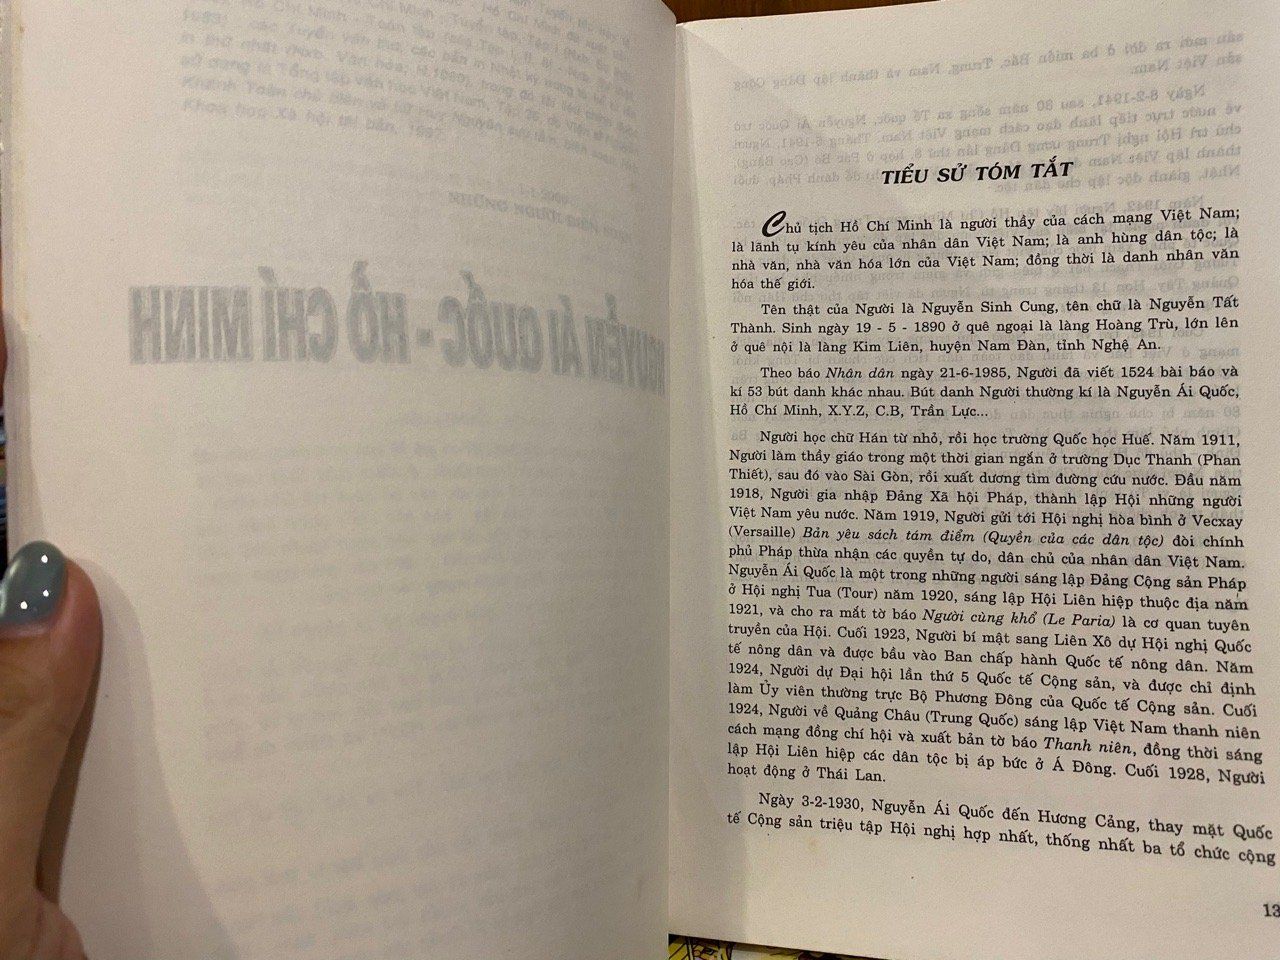 TIỂU SỬ TÓM TẮT
Chủ tịch Hồ Chí Minh là người thầy của cách mạng Việt Nam;
là lãnh tụ kính yêu của nhân dân Việt Nam; là anh hùng dân tộc; là
nhà văn, nhà văn hóa lớn của Việt Nam; đồng thời là danh nhân văn
hóa thế giới.
Tên thật của Người là Nguyễn Sinh Cung, tên chữ là Nguyễn Tất
Thành. Sinh ngày 19 - 5 - 1890 ở quê ngoại là làng Hoàng Trù, lớn lên
ở quê nội là làng Kim Liên, huyện Nam Đàn, tỉnh Nghệ An.
Theo báo Nhân dân ngày 21-6-1985, Người đã viết 1524 bài báo và
kí 53 bút danh khác nhau. Bút danh Người thường kí là Nguyễn Ái Quốc,
Hồ Chí Minh, X.Y.Z, C.B, Trần Lực...
Người học chữ Hán từ nhỏ, rồi học trường Quốc học Huế. Năm 1911,
Người làm thầy giáo trong một thời gian ngắn ở trường Dục Thanh (Phan
Thiết), sau đó vào Sài Gòn, rồi xuất dương tìm đường cứu nước. Đầu năm
1918, Người gia nhập Đảng Xã hội Pháp, thành lập Hội những người
Việt Nam yêu nước. Năm 1919, Người gửi tới Hội nghị hòa bình ở Vecxay
(Versaille) Bản yêu sách tám điểm (Quyền của các dân tộc) đòi chính
phủ Pháp thừa nhận các quyền tự do, dân chủ của nhân dân Việt Nam.
Nguyễn Ái Quốc là một trong những người sáng lập Đảng Cộng sản Pháp
ở Hội nghị Tua (Tour) năm 1920, sáng lập Hội Liên hiệp thuộc địa năm
1921, và cho ra mắt tờ báo Người cùng khổ (Le Paria) là cơ quan tuyên
truyền của Hội. Cuối 1923, Người bí mật sang Liên Xô dự Hội nghị Quốc
tế nông dân và được bầu vào Ban chấp hành Quốc tế nông dân. Năm
1924, Người dự Đại hội lần thứ 5 Quốc tế Cộng sản, và được chỉ định
làm Ủy viên thường trực Bộ Phương Đông của Quốc tế Cộng sản. Cuối
1924, Người về Quảng Châu (Trung Quốc) sáng lập Việt Nam thanh niên
cách mạng đồng chí hội và xuất bản tờ báo Thanh niên, đồng thời sáng
lập Hội Liên hiệp các dân tộc bị áp bức ở Á Đông. Cuối 1928, Người
hoạt động ở Thái Lan.
Ngày 3-2-1930, Nguyễn Ái Quốc đến Hương Cảng, thay mặt Quốc
tế Cộng sản triệu tập Hội nghị hợp nhất, thống nhất ba tổ chức cộng
13